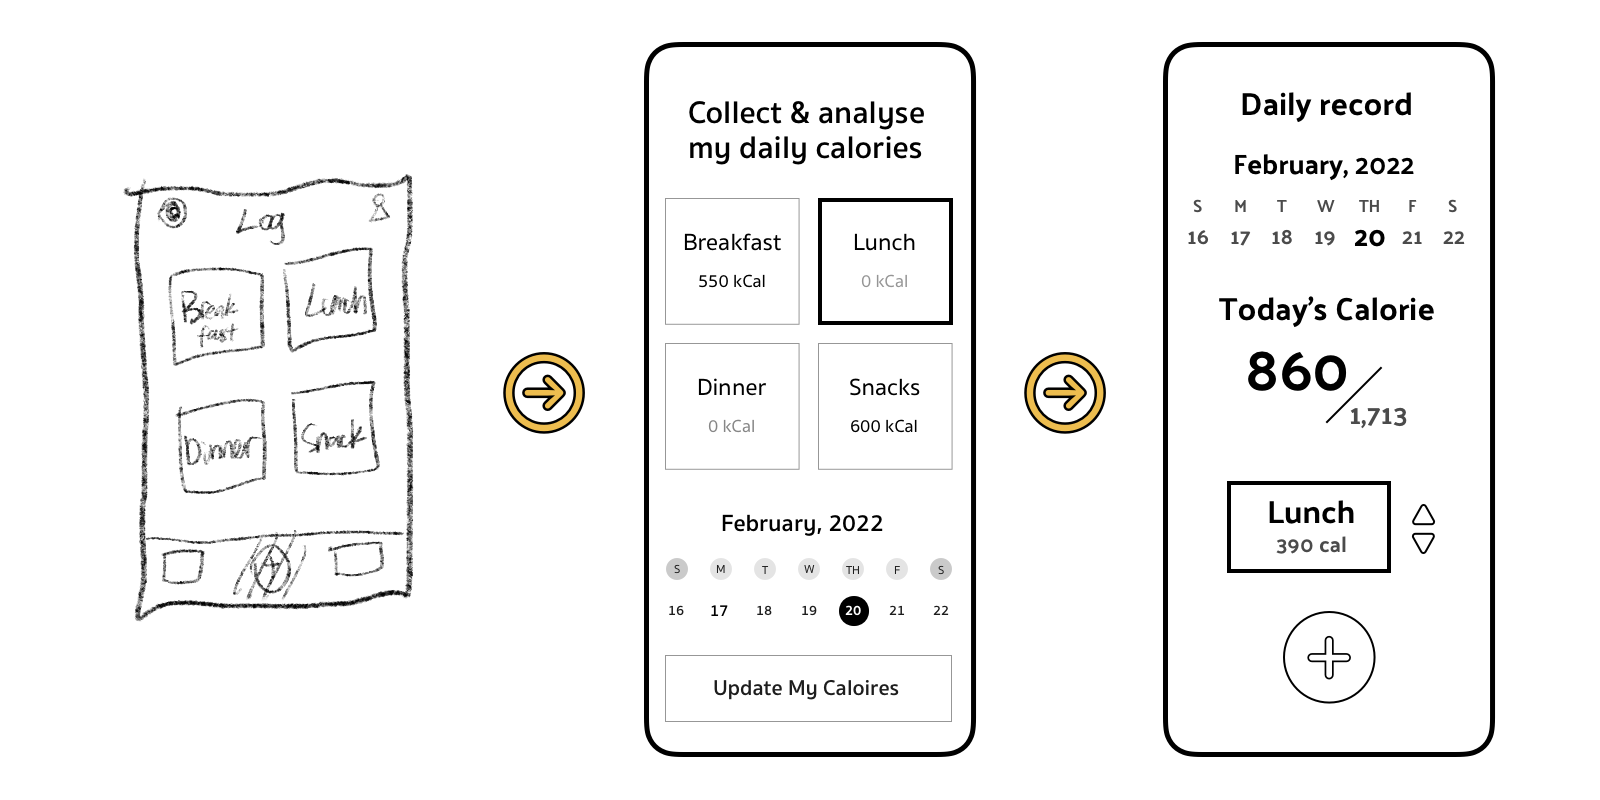 Log
Break
fast
Lunch
Dinner
Snack
Collect & analyse
my daily calories
Breakfast
550 kCal
Lunch
0 kCal
Dinner
0 kCal
Snacks
600 kCal
February, 2022
S M T W TH F S
16 17 18 19 20 21 22
Update My Caloires
Daily record
February, 2022
S M T W TH F S
16 17 18 19 20 21 22
Today's Calorie
860/1,713
Lunch
390 cal